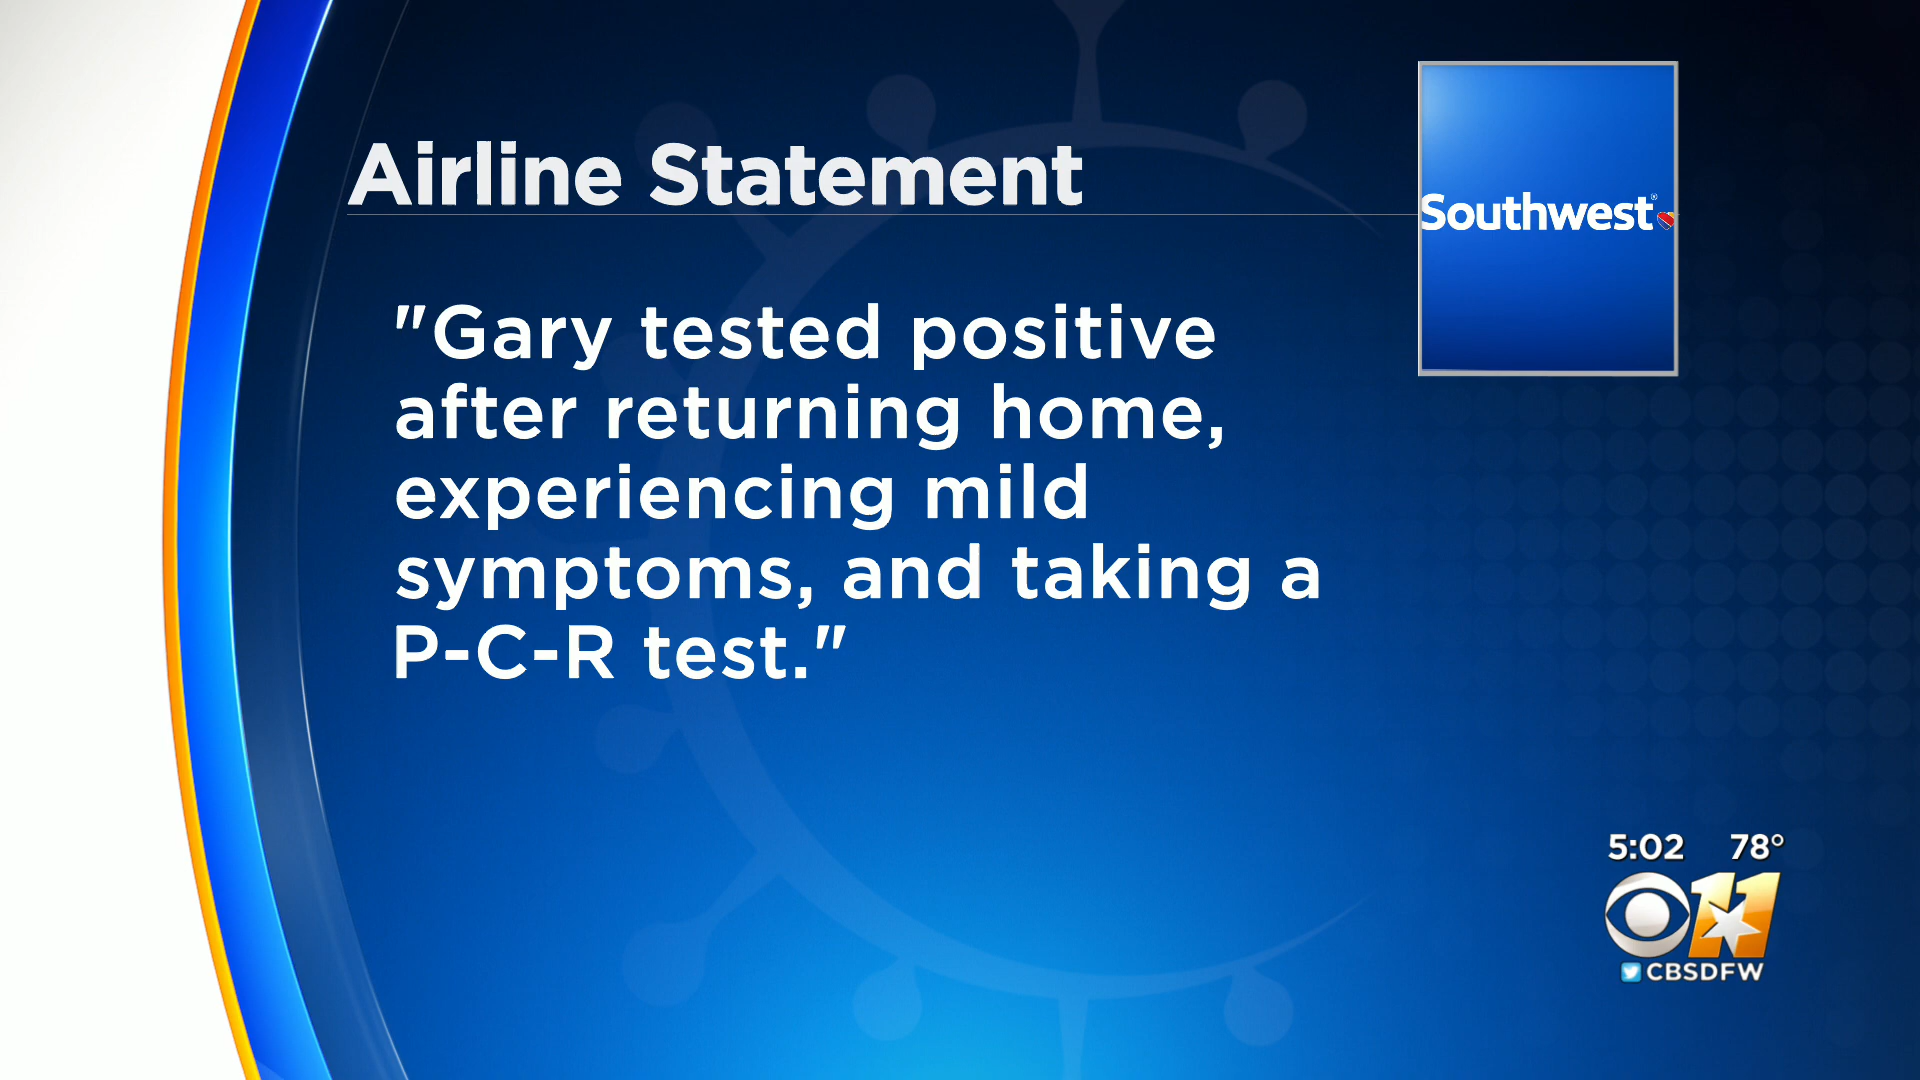 Airline Statement
Southwest®
"Gary tested positive
after returning home,
experiencing mild
symptoms, and taking a
P-C-R test."
5:02 78°
11
CBSDFW